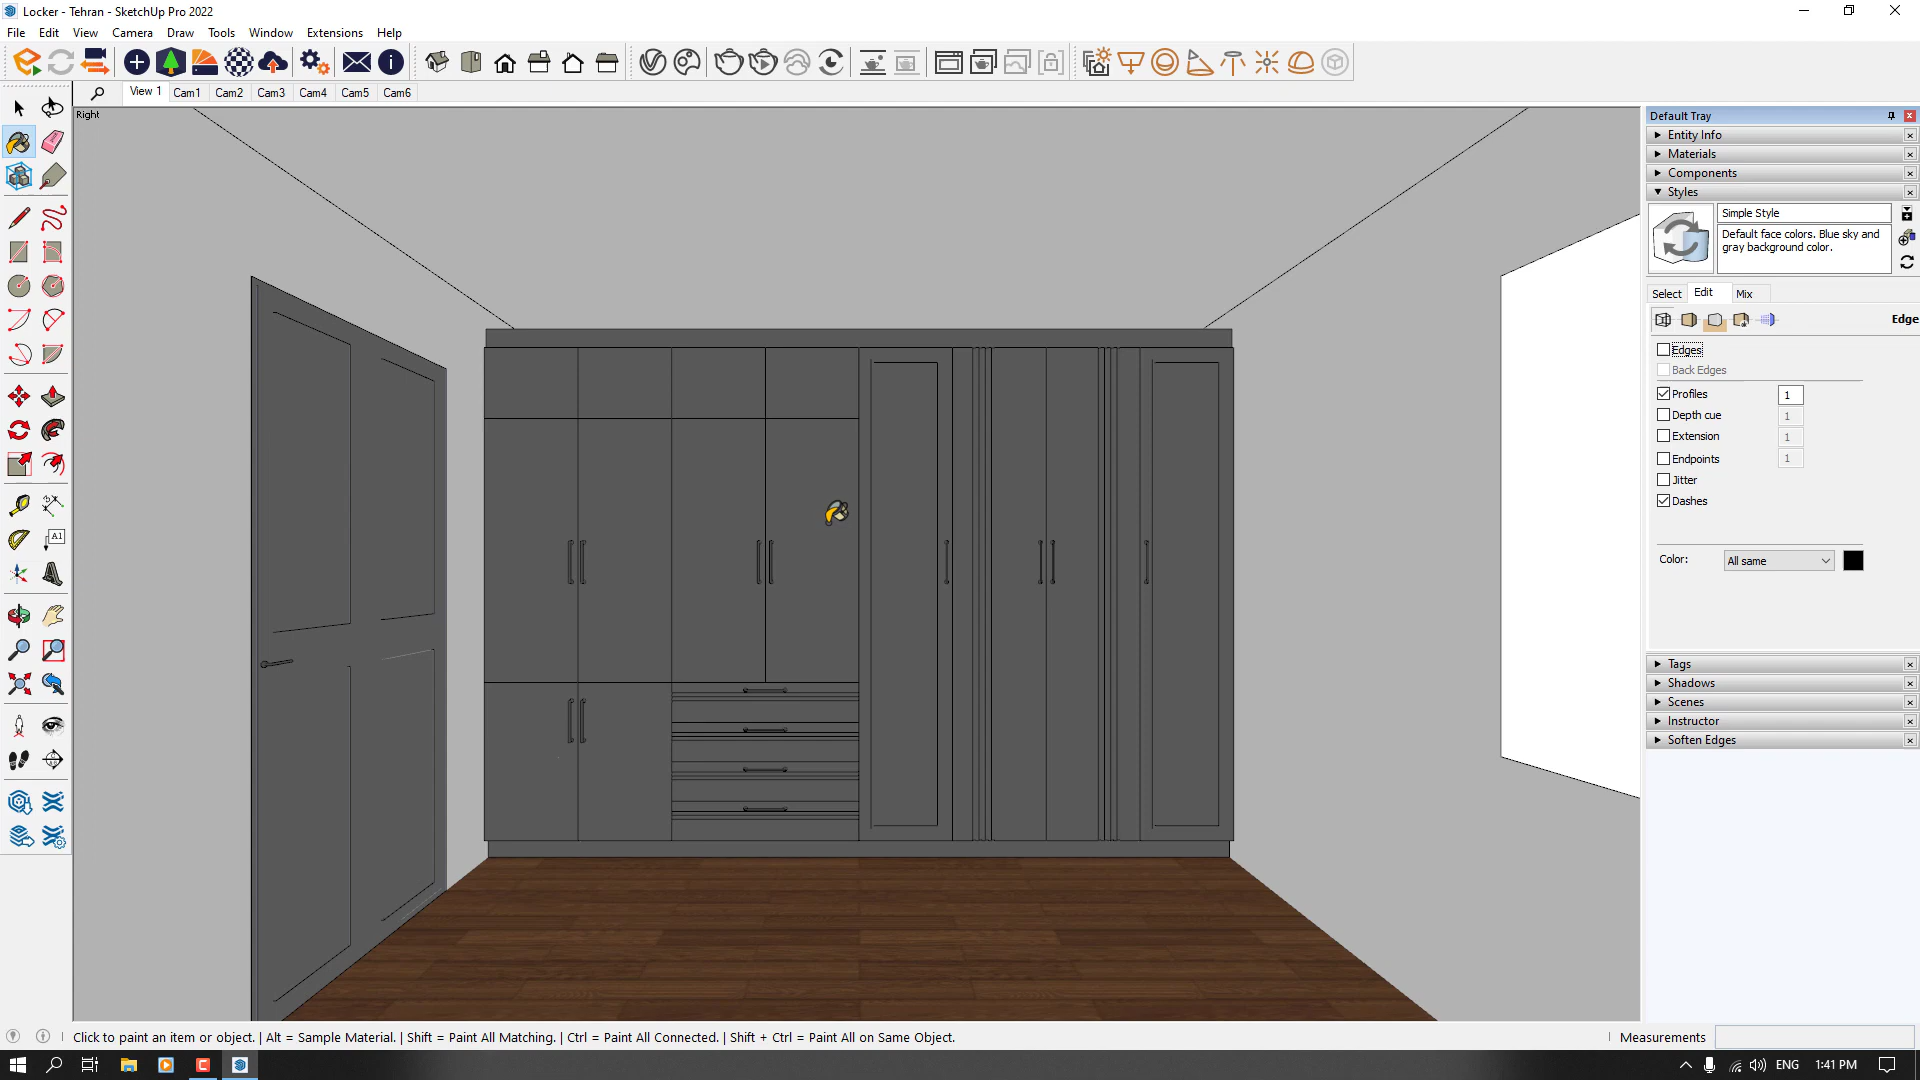 Locker - Tehran - SketchUp Pro 2022
File Edit View Camera Draw Tools Window Extensions Help
View 1 Cam1 Cam2 Cam3 Cam4 Cam5 Cam6
Right
Default Tray
Entity Info
Materials
Components
Styles
Simple Style
Default face colors. Blue sky and
gray background color.
Select Edit Mix
Edge
Edges
Back Edges
Profiles 1
Depth cue 1
Extension 1
Endpoints 1
Jitter
Dashes
Color: All same
Tags
Shadows
Scenes
Instructor
Soften Edges
A1
Click to paint an item or object. | Alt = Sample Material. | Shift = Paint All Matching. | Ctrl = Paint All Connected. | Shift + Ctrl = Paint All on Same Object.
Measurements
ENG 1:41 PM